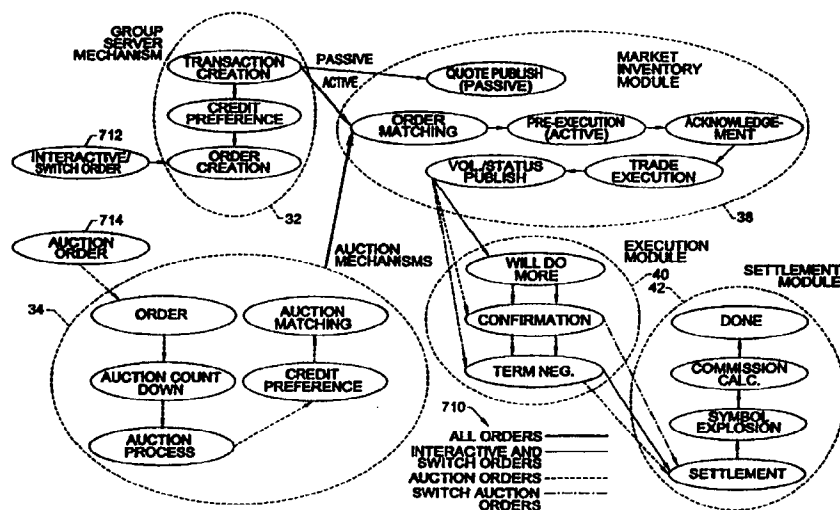 GROUP
SERVER
MECHANISM
TRANSACTION
CREATION
CREDIT
PREFERENCE
ORDER
CREATION
712
INTERACTIVE/
SWITCH ORDER
32
PASSIVE
ACTIVE
QUOTE PUBLISH
(PASSIVE)
MARKET
INVENTORY
MODULE
ORDER
MATCHING
PRE-EXECUTION
(ACTIVE)
ACKNOWLEDGE-
MENT
VOL./STATUS
PUBLISH
TRADE
EXECUTION
38
714
AUCTION
ORDER
AUCTION
MECHANISMS
34
ORDER
AUCTION COUNT
DOWN
AUCTION
PROCESS
AUCTION
MATCHING
CREDIT
PREFERENCE
EXECUTION
MODULE
40
WILL DO
MORE
CONFIRMATION
TERM NEG.
SETTLEMENT
MODULE
42
DONE
COMMISSION
CALC.
SYMBOL
EXPLOSION
SETTLEMENT
710
ALL ORDERS
INTERACTIVE AND
SWITCH ORDERS
AUCTION ORDERS
SWITCH AUCTION
ORDERS